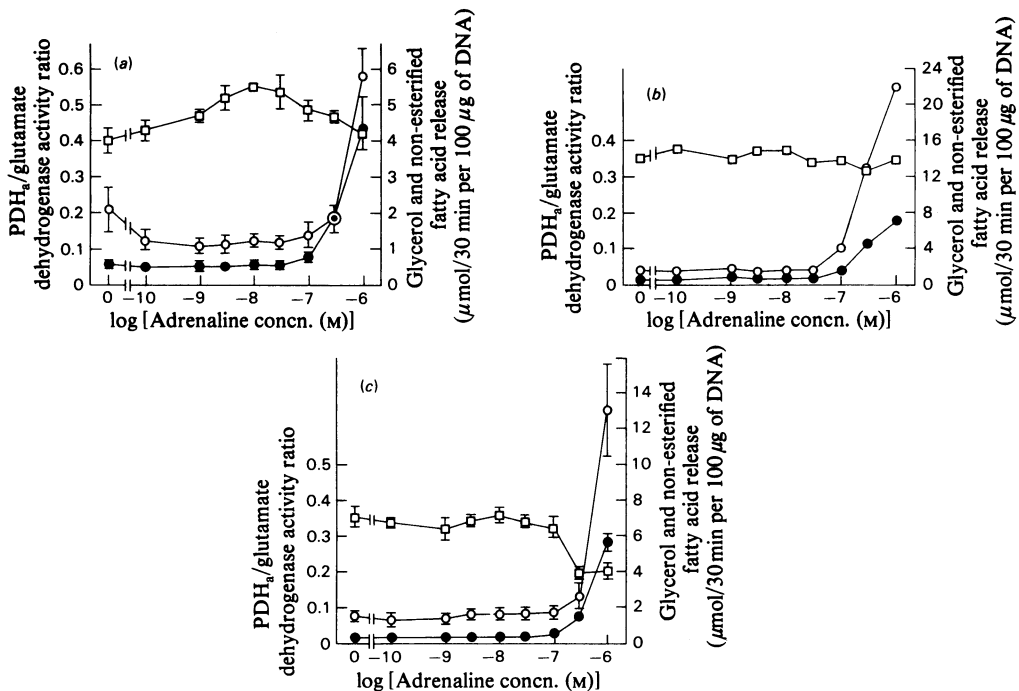 (a)
PDHa/glutamate
dehydrogenase activity ratio
0.6
0.5
0.4
0.3
0.2
0.1
0
6
5
4
3
2
1
0
Glycerol and non-esterified
fatty acid release
(μmol/30 min per 100 μg of DNA)
0 −10 −9 −8 −7 −6
log [Adrenaline concn. (M)]
(b)
PDHa/glutamate
dehydrogenase activity ratio
0.4
0.3
0.2
0.1
0
24
20
16
12
8
4
0
Glycerol and non-esterified
fatty acid release
(μmol/30 min per 100 μg of DNA)
0 −10 −9 −8 −7 −6
log [Adrenaline concn. (M)]
(c)
PDHa/glutamate
dehydrogenase activity ratio
0.5
0.4
0.3
0.2
0.1
0
14
12
10
8
6
4
2
0
Glycerol and non-esterified
fatty acid release
(μmol/30 min per 100 μg of DNA)
0 −10 −9 −8 −7 −6
log [Adrenaline concn. (M)]